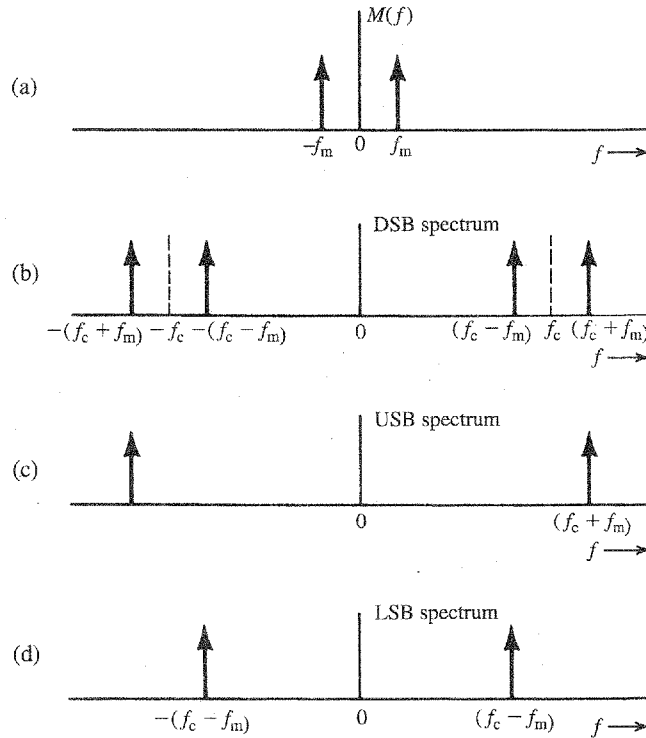 M(f)
(a)
-fm 0 fm
f
DSB spectrum
(b)
-(fc + fm) -fc -(fc - fm) 0 (fc - fm) fc (fc + fm)
f
USB spectrum
(c)
0 (fc + fm)
f
LSB spectrum
(d)
-(fc - fm) 0 (fc - fm)
f